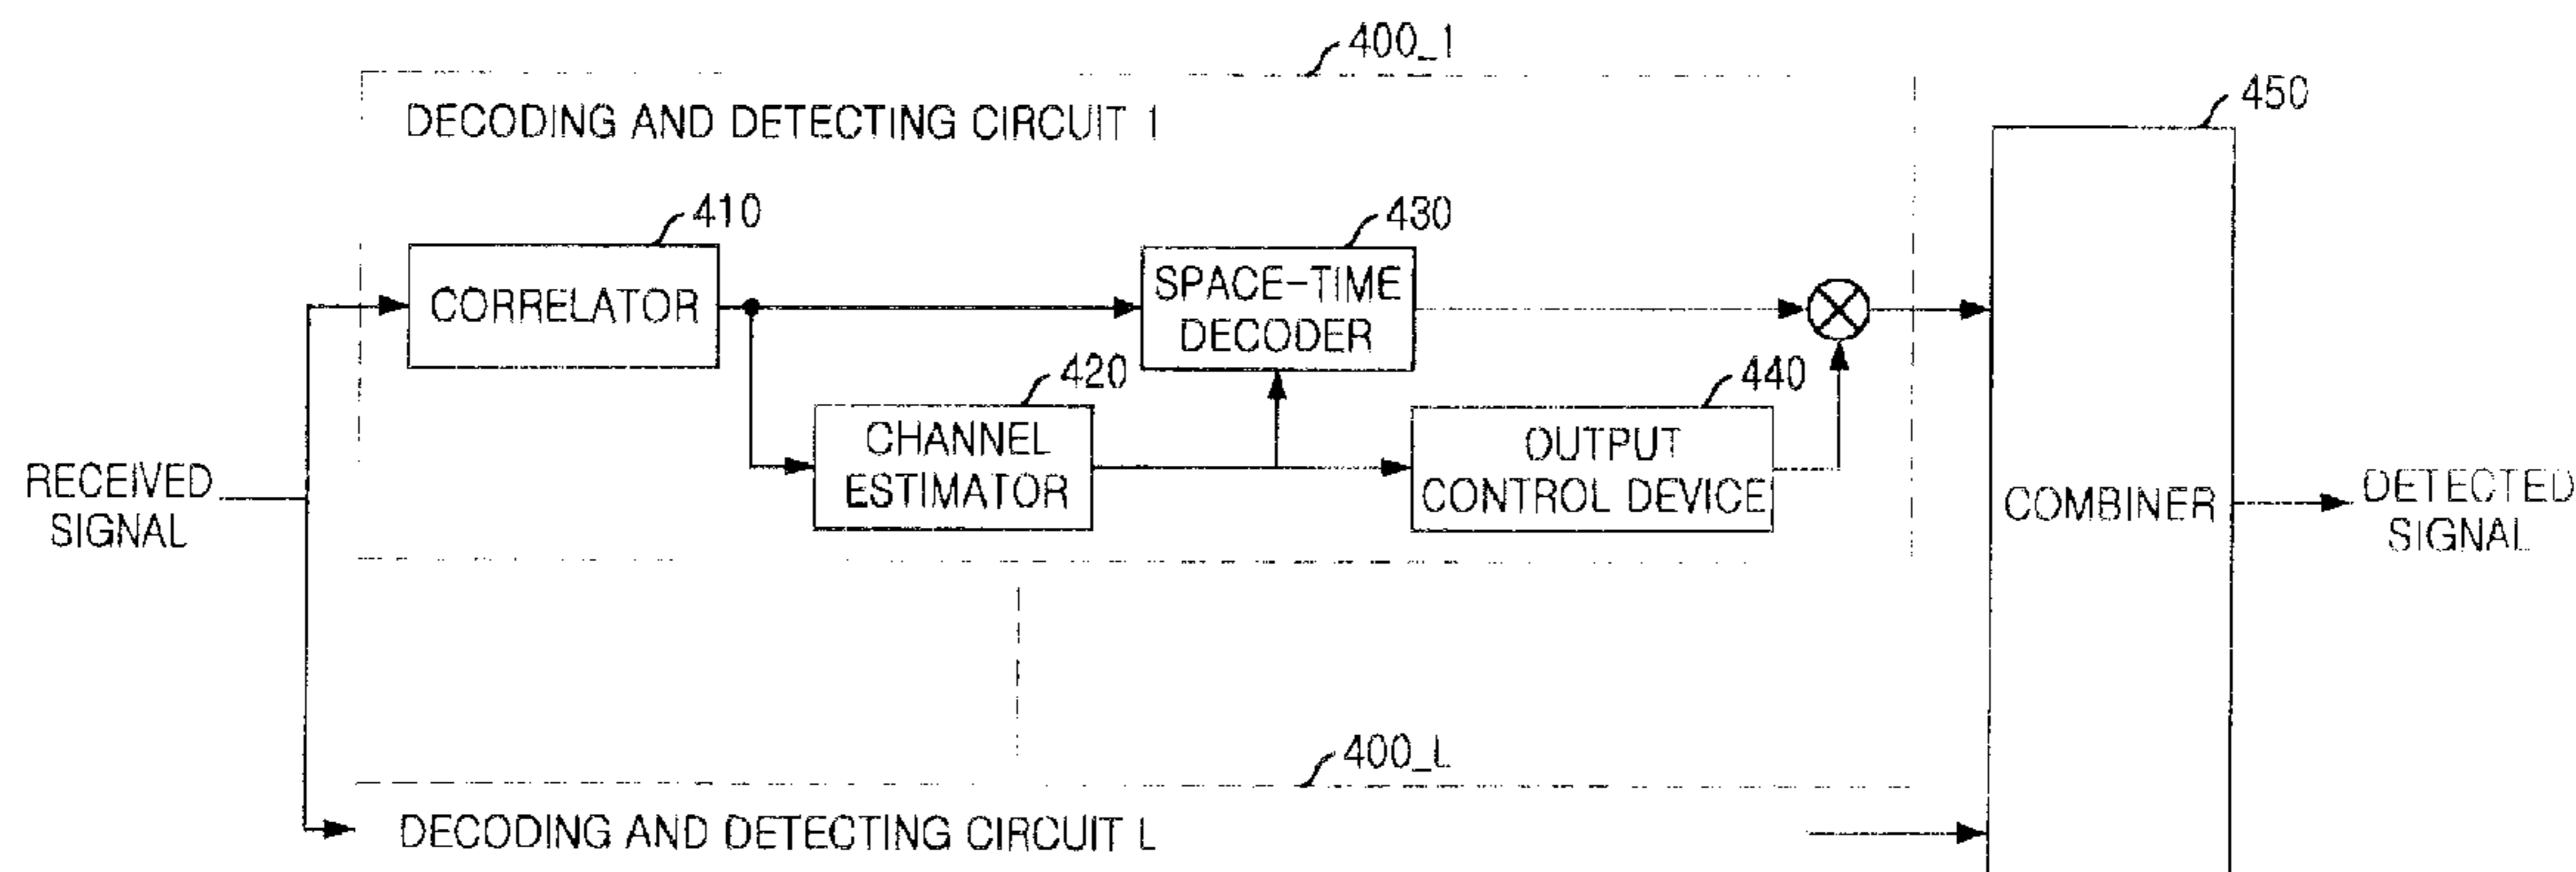 400_1
DECODING AND DETECTING CIRCUIT 1
450
410
430
CORRELATOR
SPACE-TIME
DECODER
420
440
CHANNEL
ESTIMATOR
OUTPUT
CONTROL DEVICE
RECEIVED
SIGNAL
COMBINER
DETECTED
SIGNAL
400_L
DECODING AND DETECTING CIRCUIT L